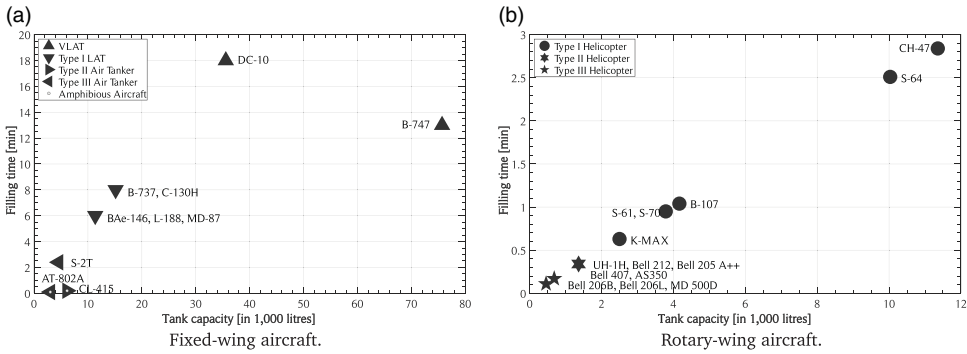 (a)
20
18
16
14
12
10
8
6
4
2
0
Filling time [min]
VLAT
Type I LAT
Type II Air Tanker
Type III Air Tanker
Amphibious Aircraft
DC-10
B-747
B-737, C-130H
BAe-146, L-188, MD-87
S-2T
AT-802A
CL-415
0 10 20 30 40 50 60 70 80
Tank capacity [in 1,000 litres]
Fixed-wing aircraft.
(b)
3
2.5
2
1.5
1
0.5
0
Filling time [min]
Type I Helicopter
Type II Helicopter
Type III Helicopter
CH-47
S-64
B-107
S-61, S-70
K-MAX
UH-1H, Bell 212, Bell 205 A++
Bell 407, AS350
Bell 206B, Bell 206L, MD 500D
0 2 4 6 8 10 12
Tank capacity [in 1,000 litres]
Rotary-wing aircraft.